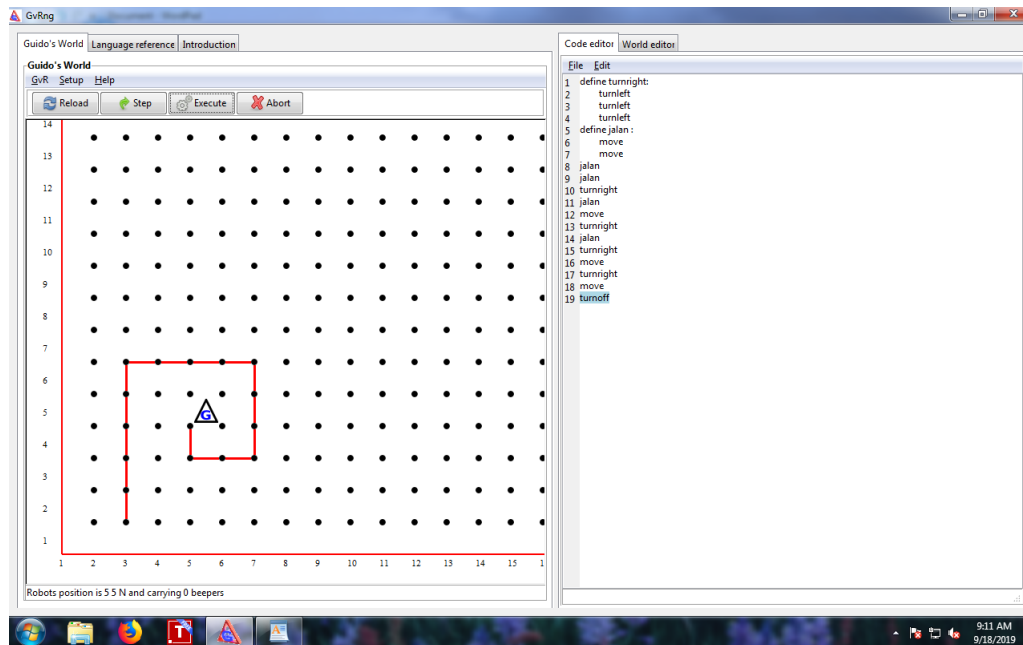 GvRng
Guido's World Language reference Introduction
Guido's World
GvR Setup Help
Reload Step Execute Abort
14
13
12
11
10
9
8
7
6
5
4
3
2
1
G
1 2 3 4 5 6 7 8 9 10 11 12 13 14 15 1
Robots position is 5 5 N and carrying 0 beepers
Code editor World editor
File Edit
1 define turnright:
2 turnleft
3 turnleft
4 turnleft
5 define jalan :
6 move
7 move
8 jalan
9 jalan
10 turnright
11 jalan
12 move
13 turnright
14 jalan
15 turnright
16 move
17 turnright
18 move
19 turnoff
T
9:11 AM
9/18/2019